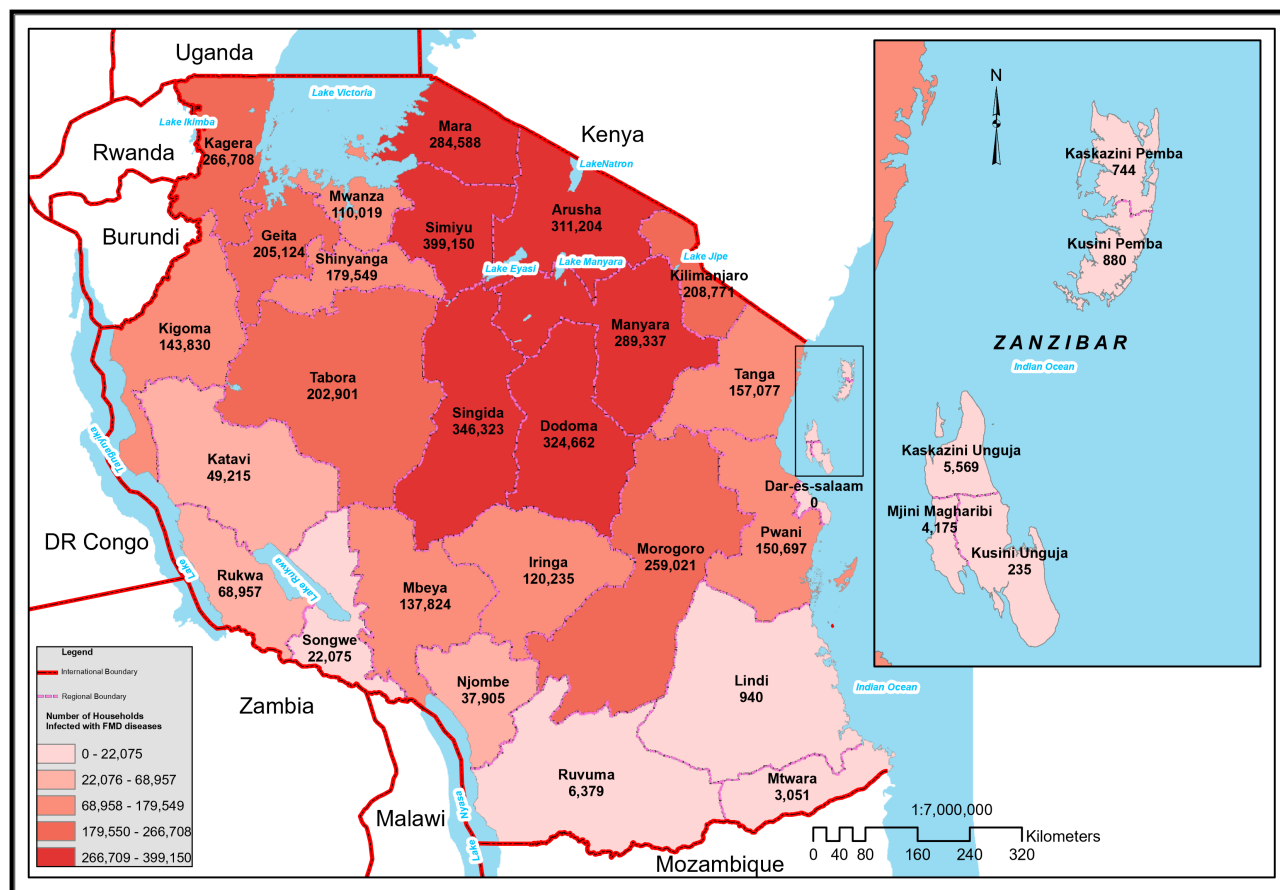 Uganda
Lake Victoria
Lake Ikimba
Kagera
266,708
Mara
284,588
Kenya
Rwanda
LakeNatron
Mwanza
110,019
Arusha
311,204
Simiyu
399,150
Burundi
Geita
205,124
Shinyanga
179,549
Lake Eyasi
Lake Manyara
Lake Jipe
Kilimanjaro
208,771
Kigoma
143,830
Manyara
289,337
Tabora
202,901
Tanga
157,077
Singida
346,323
Dodoma
324,662
Katavi
49,215
Lake Tanganyika
Dar-es-salaam
0
DR Congo
Pwani
150,697
Morogoro
259,021
Iringa
120,235
Mbeya
137,824
Rukwa
68,957
Lake Rukwa
Songwe
22,075
Zambia
Njombe
37,905
Lindi
940
Indian Ocean
Ruvuma
6,379
Mtwara
3,051
Malawi
Lake Nyasa
Mozambique
N
Kaskazini Pemba
744
Kusini Pemba
880
ZANZIBAR
Indian Ocean
Kaskazini Unguja
5,569
Mjini Magharibi
4,175
Kusini Unguja
235
Legend
International Boundary
Regional Boundary
Number of Households
Infected with FMD diseases
0 - 22,075
22,076 - 68,957
68,958 - 179,549
179,550 - 266,708
266,709 - 399,150
1:7,000,000
Kilometers
0 40 80 160 240 320